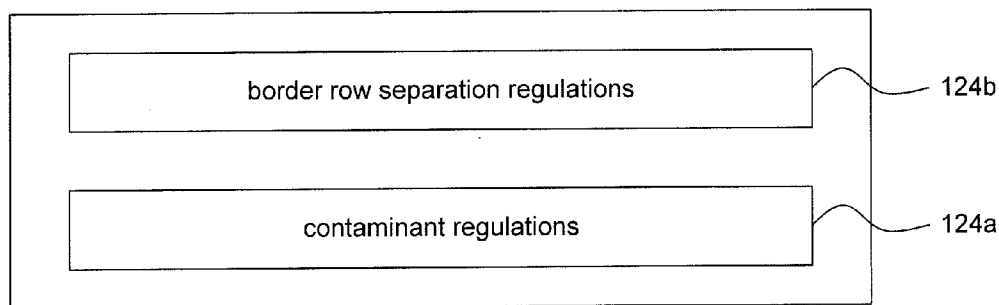 border row separation regulations
124b
contaminant regulations
124a